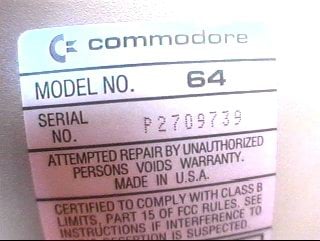 commodore
MODEL NO. 64
SERIAL NO. P2709739
ATTEMPTED REPAIR BY UNAUTHORIZED
PERSONS VOIDS WARRANTY.
MADE IN U.S.A.
CERTIFIED TO COMPLY WITH CLASS B
LIMITS, PART 15 OF FCC RULES. SEE
INSTRUCTIONS IF INTERFERENCE TO
RECEPTION IS SUSPECTED.